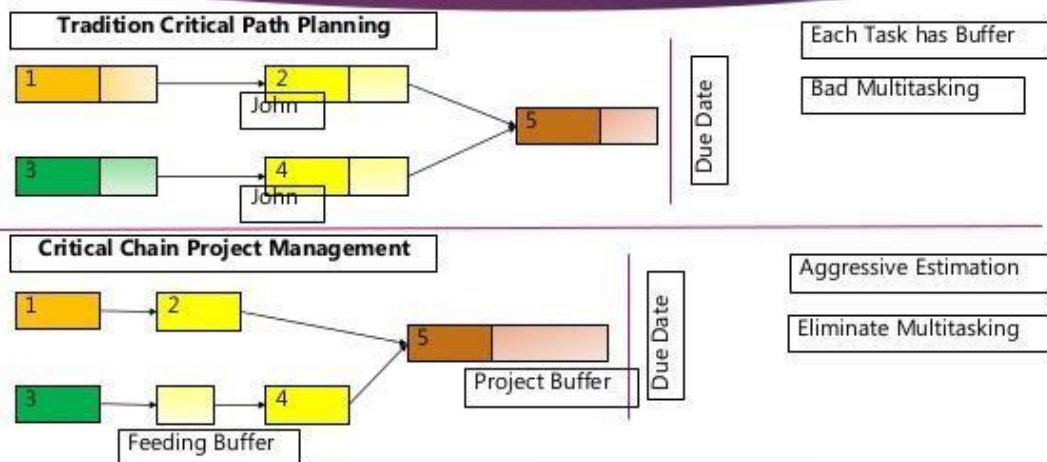 Tradition Critical Path Planning
Each Task has Buffer
1
2
Bad Multitasking
John
5
Due Date
3
4
John
Critical Chain Project Management
Aggressive Estimation
1
2
Eliminate Multitasking
5
Due Date
Project Buffer
3
4
Feeding Buffer